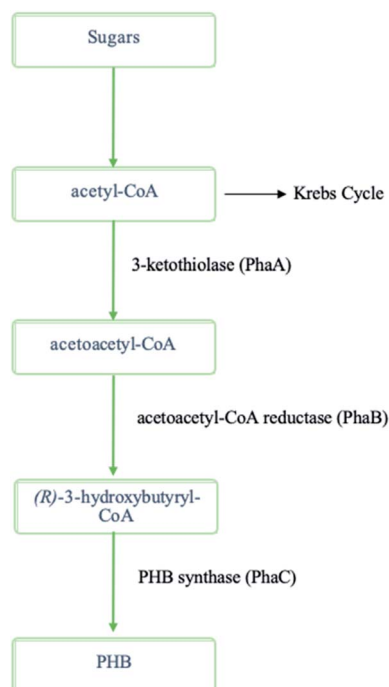 Sugars
acetyl-CoA
Krebs Cycle
3-ketothiolase (PhaA)
acetoacetyl-CoA
acetoacetyl-CoA reductase (PhaB)
(R)-3-hydroxybutyryl-
CoA
PHB synthase (PhaC)
PHB